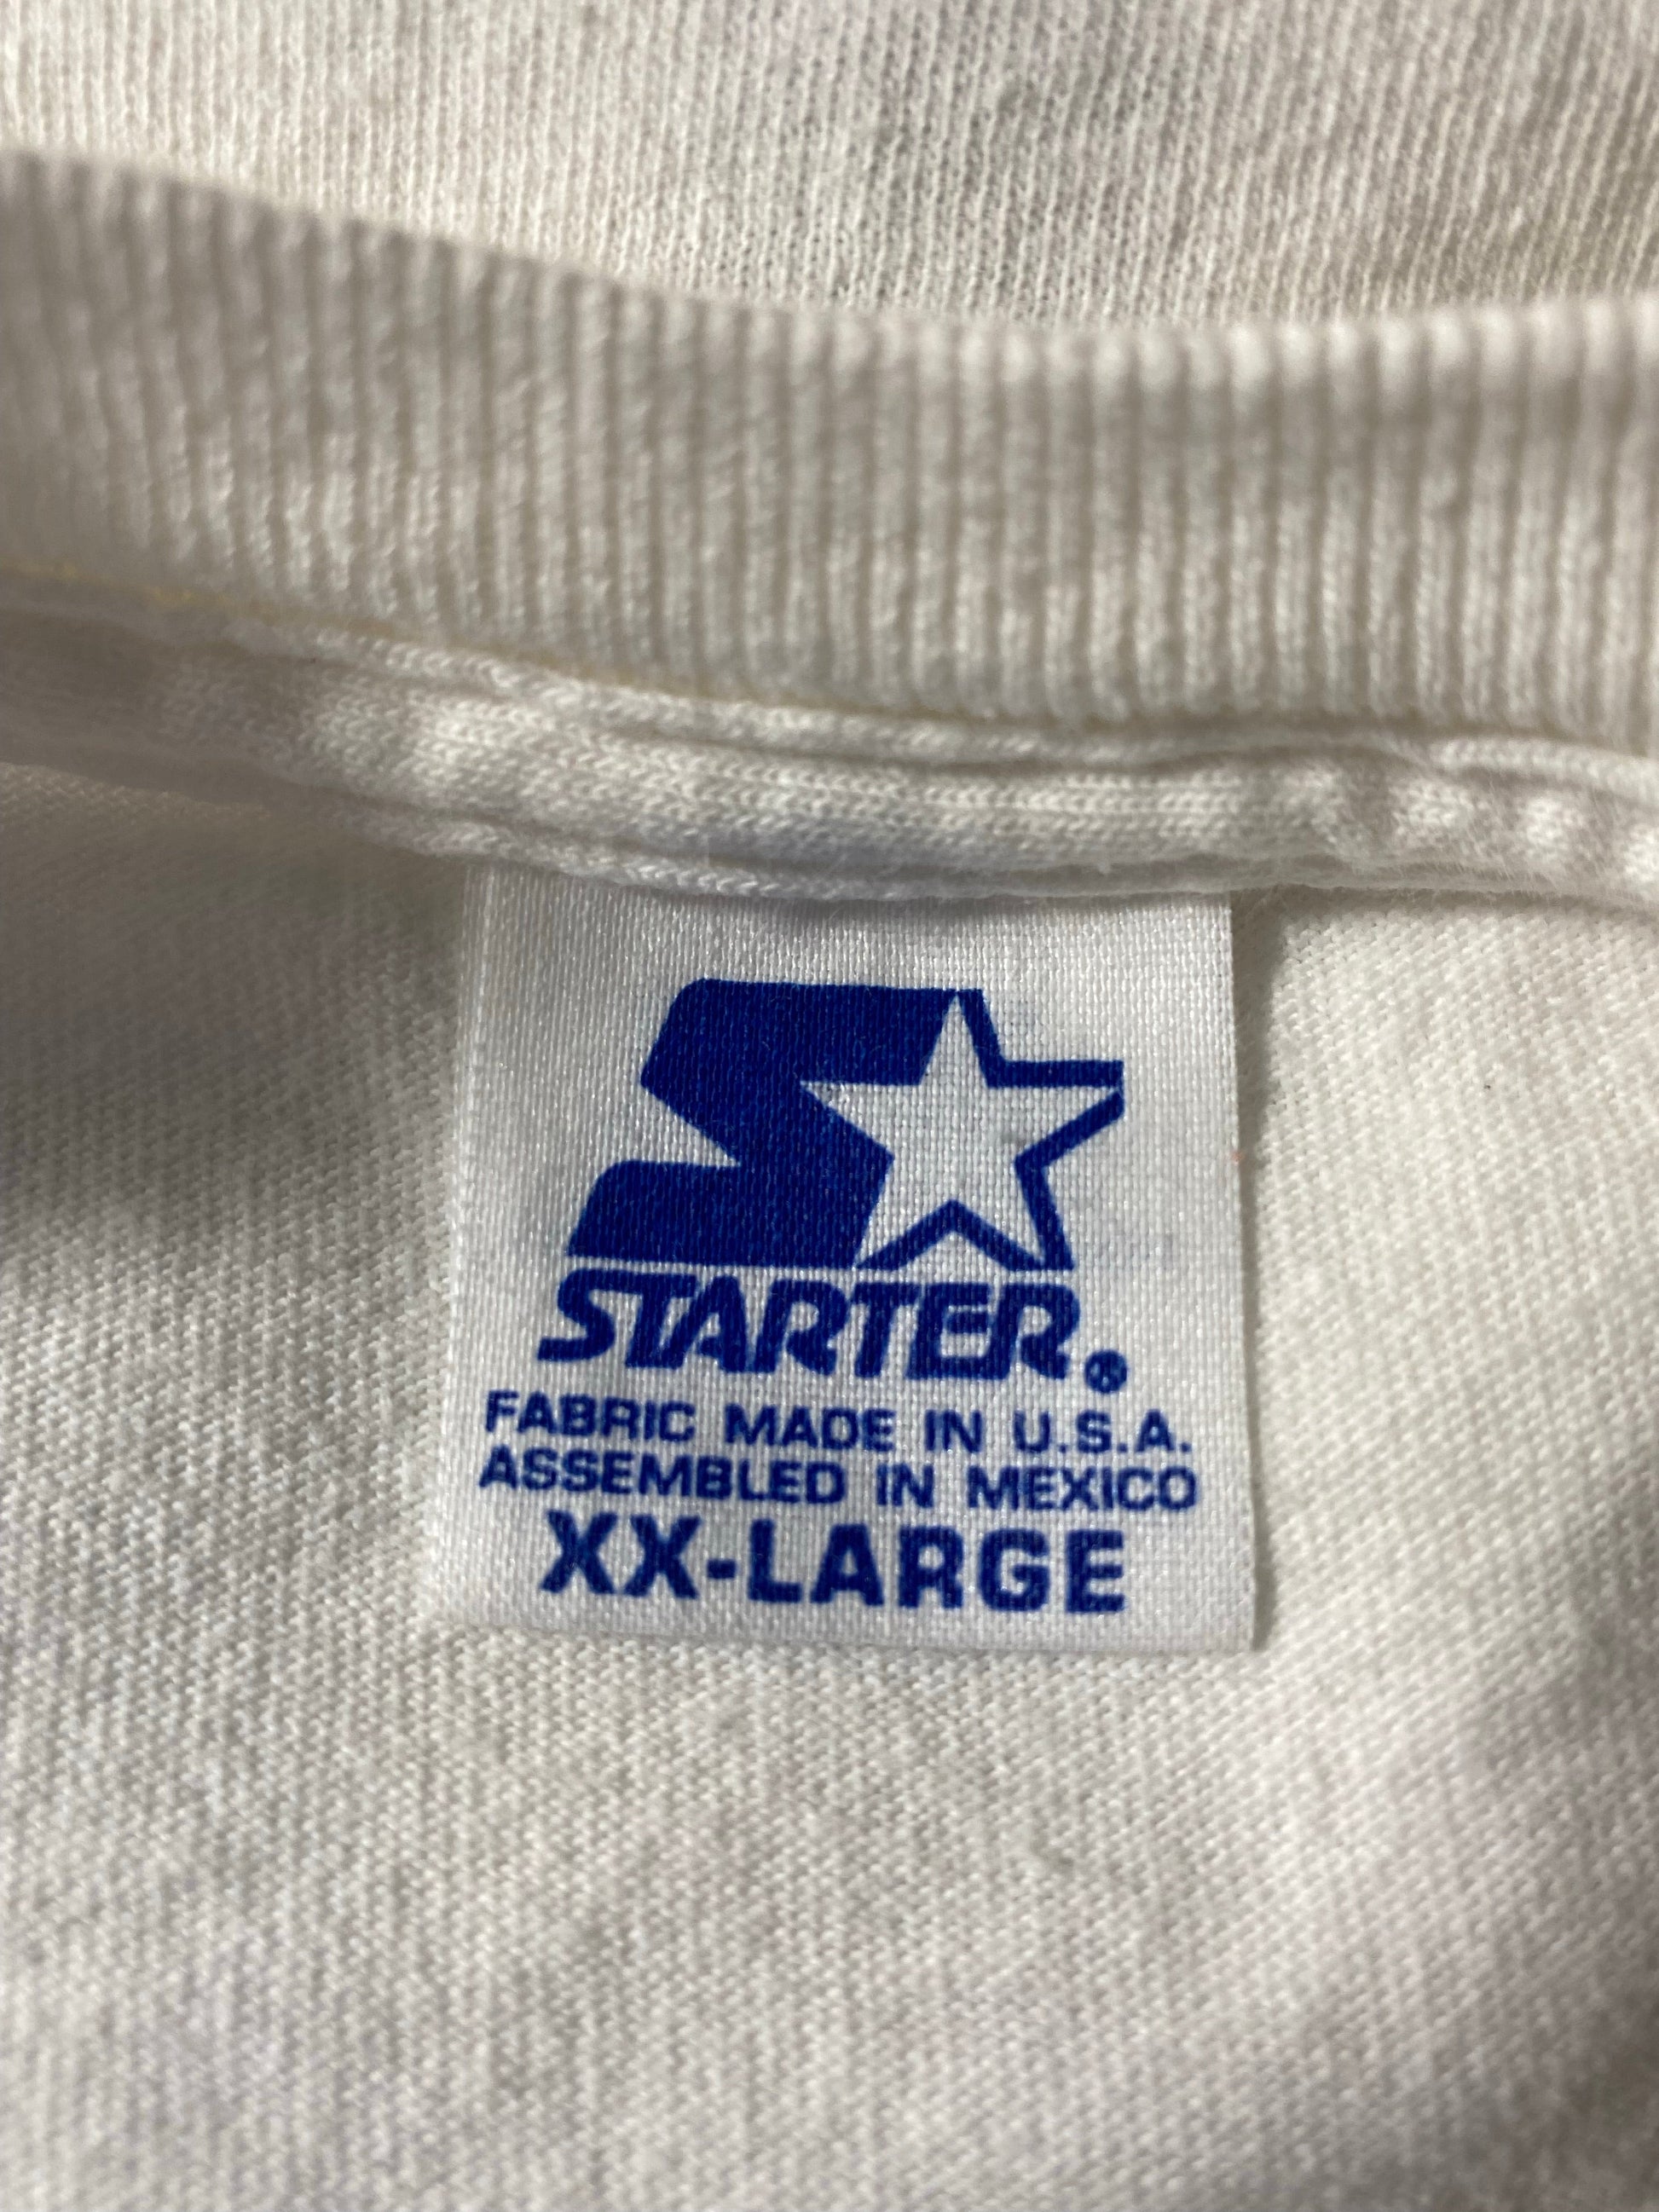 STARTER®
FABRIC MADE IN U.S.A.
ASSEMBLED IN MEXICO
XX-LARGE